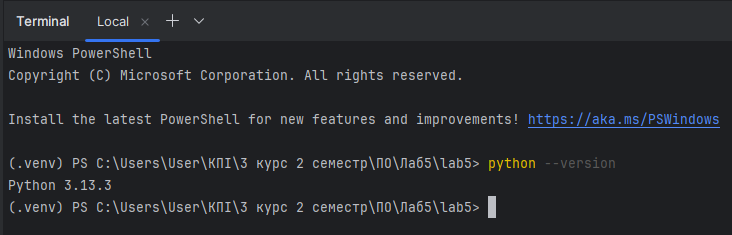 Terminal Local × +
Windows PowerShell
Copyright (C) Microsoft Corporation. All rights reserved.
Install the latest PowerShell for new features and improvements! https://aka.ms/PSWindows
(.venv) PS C:\Users\User\КПІ\3 курс 2 семестр\ПО\Лаб5\lab5> python --version
Python 3.13.3
(.venv) PS C:\Users\User\КПІ\3 курс 2 семестр\ПО\Лаб5\lab5>